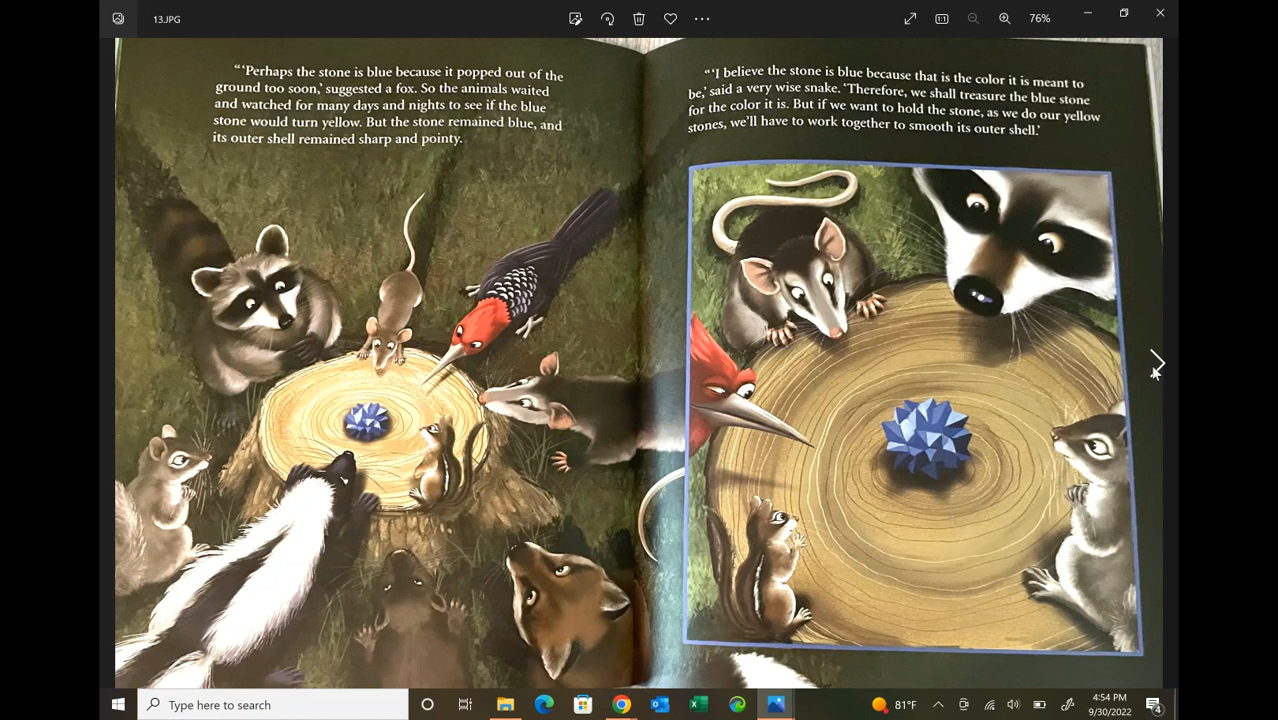 13.JPG
76%
“‘Perhaps the stone is blue because it popped out of the
ground too soon,’ suggested a fox. So the animals waited
and watched for many days and nights to see if the blue
stone would turn yellow. But the stone remained blue, and
its outer shell remained sharp and pointy.
“‘I believe the stone is blue because that is the color it is meant to
be,’ said a very wise snake. ‘Therefore, we shall treasure the blue stone
for the color it is. But if we want to hold the stone, as we do our yellow
stones, we’ll have to work together to smooth its outer shell.’
Type here to search
81°F
4:54 PM
9/30/2022
4